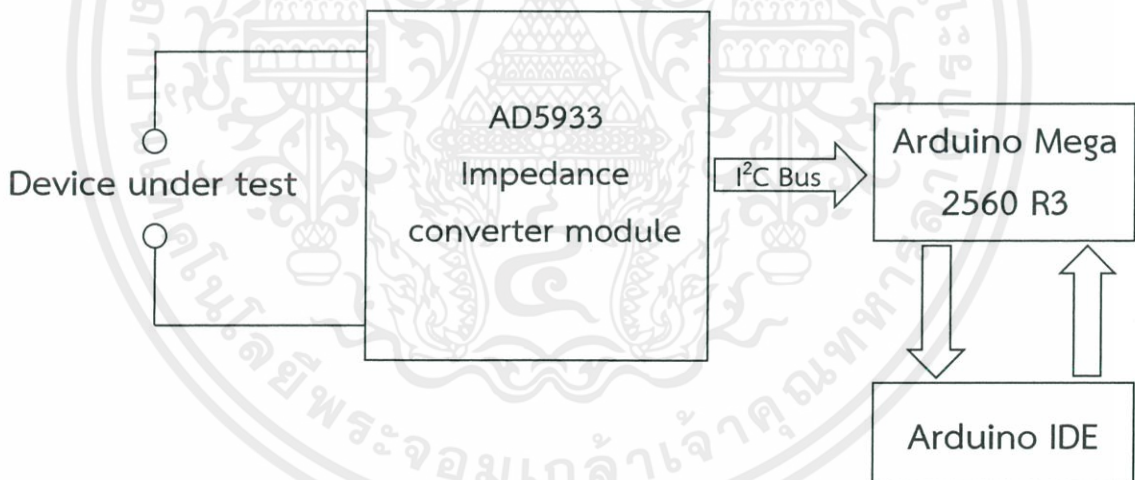 AD5933
Impedance
converter module
Device under test
I²C Bus
Arduino Mega
2560 R3
Arduino IDE